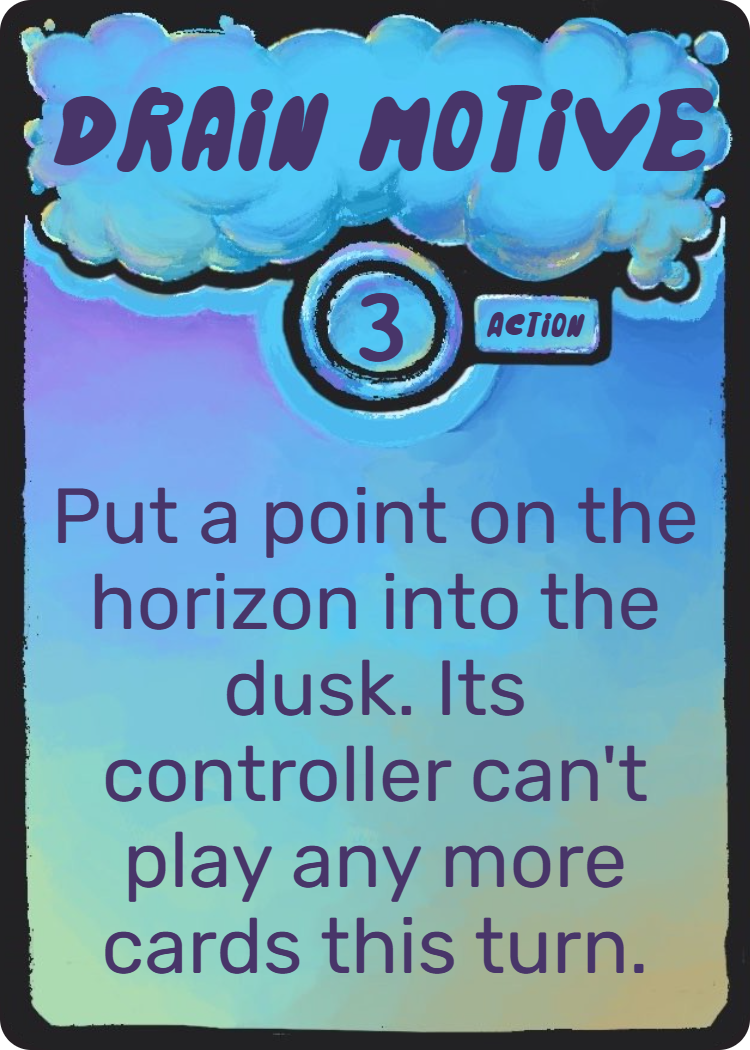 DRAIN MOTIVE
3
ACTION
Put a point on the
horizon into the
dusk. Its
controller can't
play any more
cards this turn.